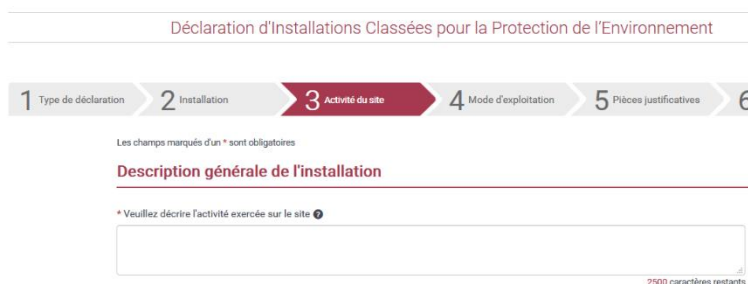 Déclaration d'Installations Classées pour la Protection de l'Environnement
1 Type de déclaration 2 Installation 3 Activité du site 4 Mode d'exploitation 5 Pièces justificatives 6
Les champs marqués d'un * sont obligatoires
Description générale de l'installation
* Veuillez décrire l'activité exercée sur le site ?
2500 caractères restants